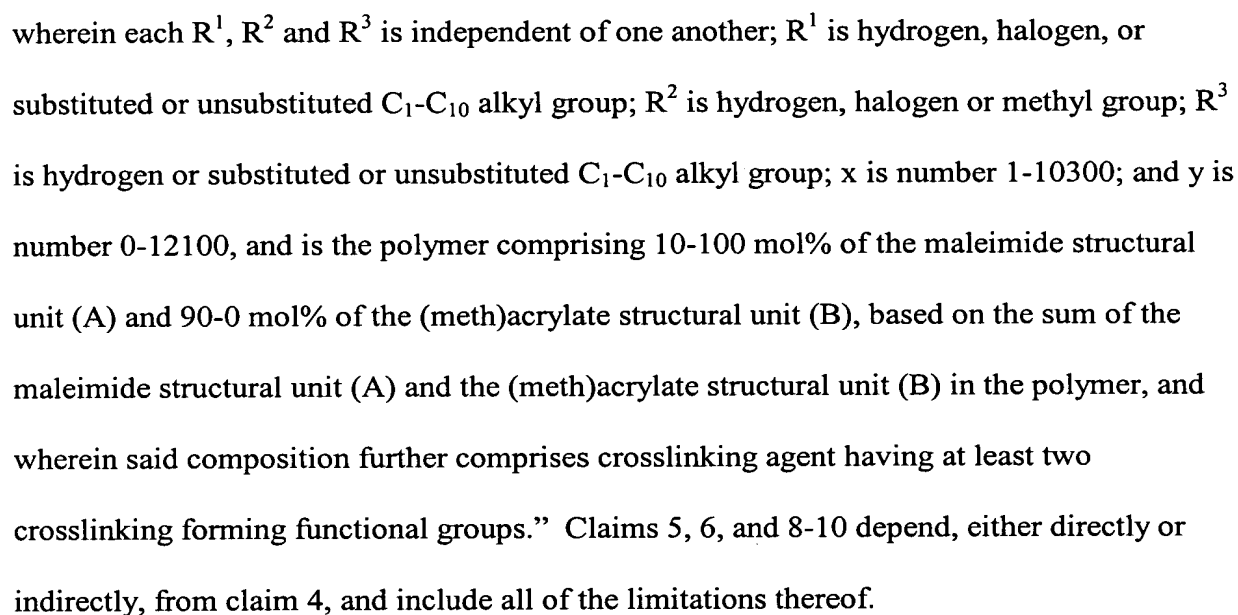 wherein each R¹, R² and R³ is independent of one another; R¹ is hydrogen, halogen, or
substituted or unsubstituted C₁-C₁₀ alkyl group; R² is hydrogen, halogen or methyl group; R³
is hydrogen or substituted or unsubstituted C₁-C₁₀ alkyl group; x is number 1-10300; and y is
number 0-12100, and is the polymer comprising 10-100 mol% of the maleimide structural
unit (A) and 90-0 mol% of the (meth)acrylate structural unit (B), based on the sum of the
maleimide structural unit (A) and the (meth)acrylate structural unit (B) in the polymer, and
wherein said composition further comprises crosslinking agent having at least two
crosslinking forming functional groups.” Claims 5, 6, and 8-10 depend, either directly or
indirectly, from claim 4, and include all of the limitations thereof.